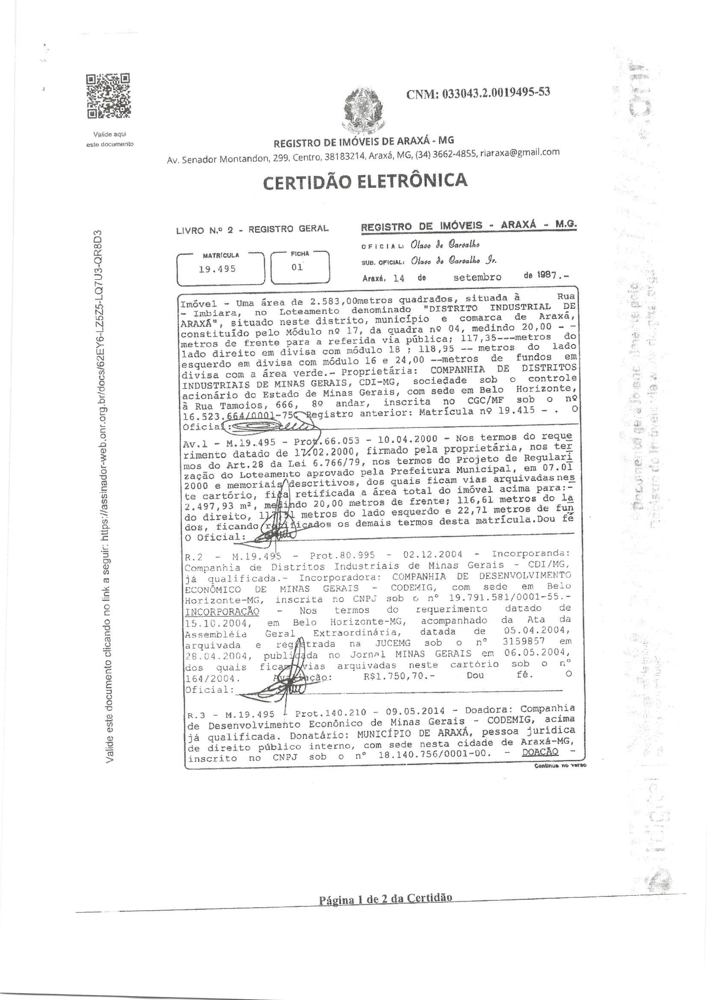 CNM: 033043.2.0019495-53
Valide aqui
este documento
REGISTRO DE IMÓVEIS DE ARAXÁ - MG
Av. Senador Montandon, 299, Centro, 38183214, Araxá, MG, (34) 3662-4855, riaraxa@gmail.com
CERTIDÃO ELETRÔNICA
LIVRO N.º 2 - REGISTRO GERAL
REGISTRO DE IMÓVEIS - ARAXÁ - M.G.
OFICIAL: Olavo de Carvalho
SUB. OFICIAL: Olavo de Carvalho Jr.
MATRÍCULA
19.495
FICHA
01
Araxá, 14 de setembro de 1987.-
Imóvel - Uma área de 2.583,00metros quadrados, situada à Rua
- Imbiara, no Loteamento denominado "DISTRITO INDUSTRIAL DE
ARAXÁ", situado neste distrito, município e comarca de Araxá,
constituído pelo Módulo nº 17, da quadra nº 04, medindo 20,00 - -
metros de frente para a referida via pública; 117,35---metros do
lado direito em divisa com módulo 18 ; 118,95 -- metros do lado
esquerdo em divisa com módulo 16 e 24,00 --metros de fundos em
divisa com a área verde.- Proprietária: COMPANHIA DE DISTRITOS
INDUSTRIAIS DE MINAS GERAIS, CDI-MG, sociedade sob o controle
acionário do Estado de Minas Gerais, com sede em Belo Horizonte,
à Rua Tamoios, 666, 8º andar, inscrita no CGC/MF sob o nº
16.523.664/0001-75 Registro anterior: Matrícula nº 19.415 - . O
Oficial:
Av.1 - M.19.495 - Prot.66.053 - 10.04.2000 - Nos termos do reque
rimento datado de 17.02.2000, firmado pela proprietária, nos ter
mos do Art.28 da Lei 6.766/79, nos termos do Projeto de Regulari
zação do Loteamento aprovado pela Prefeitura Municipal, em 07.01
2000 e memoriais descritivos, dos quais ficam vias arquivadas nes
te cartório, fica retificada a área total do imóvel acima para:-
2.497,93 m², medindo 20,00 metros de frente; 116,61 metros do la
do direito, metros do lado esquerdo e 22,71 metros de fun
dos, ficando ratificados os demais termos desta matrícula.Dou fé
O Oficial:
R.2 - M.19.495 - Prot.80.995 - 02.12.2004 - Incorporanda:
Companhia de Distritos Industriais de Minas Gerais - CDI/MG,
já qualificada.- Incorporadora: COMPANHIA DE DESENVOLVIMENTO
ECONÔMICO DE MINAS GERAIS - CODEMIG, com sede em Belo
Horizonte-MG, inscrita no CNPJ sob o n° 19.791.581/0001-55.-
INCORPORAÇÃO - Nos termos do requerimento datado de
15.10.2004, em Belo Horizonte-MG, acompanhado da Ata da
Assembléia Geral Extraordinária, datada de 05.04.2004,
arquivada e registrada na JUCEMG sob o n° 3159857 em
28.04.2004, publicada no Jornal MINAS GERAIS em 06.05.2004,
dos quais ficam vias arquivadas neste cartório sob o n°
164/2004. Avaliação: R$1.750,70.- Dou fé. O
Oficial:
R.3 - M.19.495 - Prot.140.210 - 09.05.2014 - Doadora: Companhia
de Desenvolvimento Econônico de Minas Gerais - CODEMIG, acima
já qualificada. Donatário: MUNICÍPIO DE ARAXÁ, pessoa jurídica
de direito público interno, com sede nesta cidade de Araxá-MG,
inscrito no CNPJ sob o n° 18.140.756/0001-00. - DOAÇÃO -
Continua no verso
Página 1 de 2 da Certidão
Valide este documento clicando no link a seguir: https://assinador-web.onr.org.br/docs/62EY6-LZ5Z5-LQ7U3-QR8D3